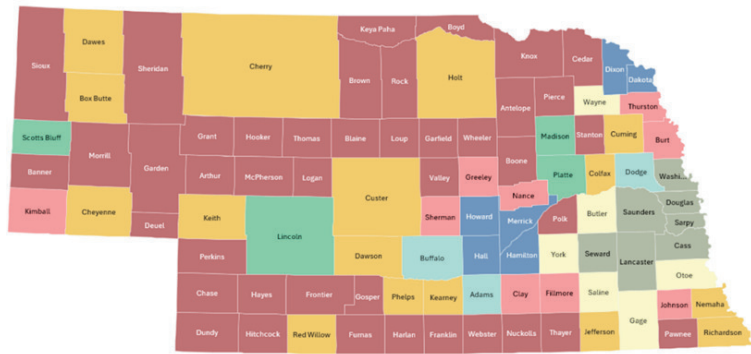 Keya Paha
Boyd
Dawes
Cherry
Holt
Knox
Cedar
Dixon
Dakota
Sioux
Sheridan
Brown
Rock
Box Butte
Antelope
Pierce
Wayne
Thurston
Scotts Bluff
Morrill
Garden
Grant
Hooker
Thomas
Blaine
Loup
Garfield
Wheeler
Madison
Stanton
Cuming
Burt
Banner
Arthur
McPherson
Logan
Custer
Valley
Greeley
Boone
Platte
Colfax
Dodge
Washi...
Kimball
Cheyenne
Deuel
Keith
Lincoln
Sherman
Howard
Nance
Merrick
Polk
Butler
Saunders
Douglas
Sarpy
Perkins
Dawson
Buffalo
Hall
Hamilton
York
Seward
Lancaster
Cass
Otoe
Chase
Hayes
Frontier
Gosper
Phelps
Kearney
Adams
Clay
Fillmore
Saline
Gage
Johnson
Nemaha
Dundy
Hitchcock
Red Willow
Furnas
Harlan
Franklin
Webster
Nuckolls
Thayer
Jefferson
Pawnee
Richardson